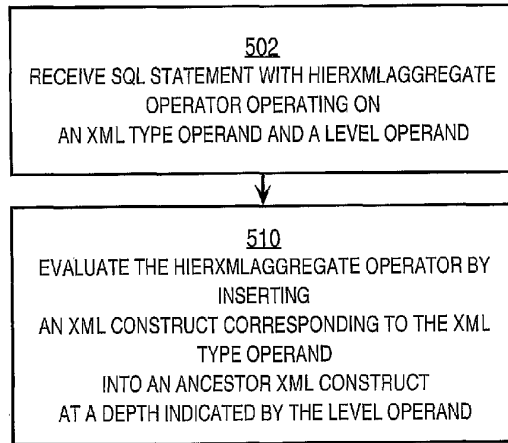 502
RECEIVE SQL STATEMENT WITH HIERXMLAGGREGATE
OPERATOR OPERATING ON
AN XML TYPE OPERAND AND A LEVEL OPERAND
510
EVALUATE THE HIERXMLAGGREGATE OPERATOR BY
INSERTING
AN XML CONSTRUCT CORRESPONDING TO THE XML
TYPE OPERAND
INTO AN ANCESTOR XML CONSTRUCT
AT A DEPTH INDICATED BY THE LEVEL OPERAND